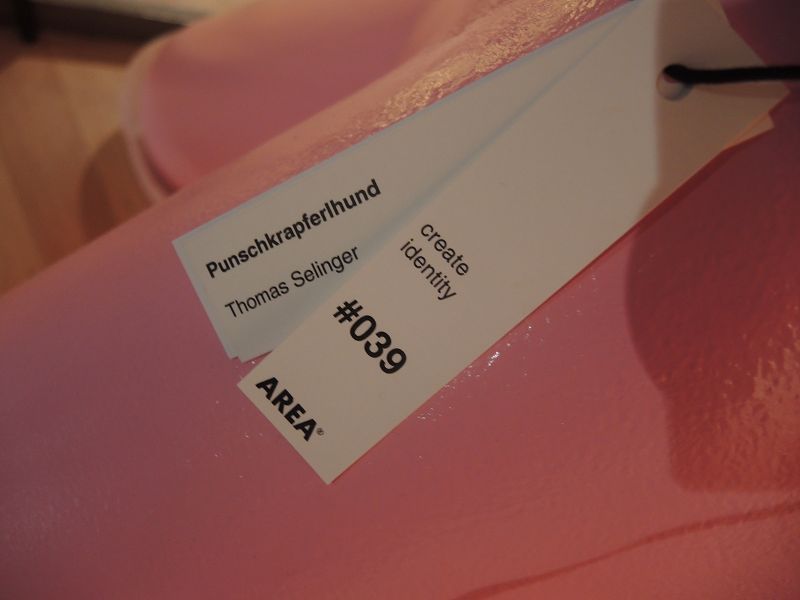 Punschkrapferlhund
Thomas Selinger
create
identity
#039
AREA®